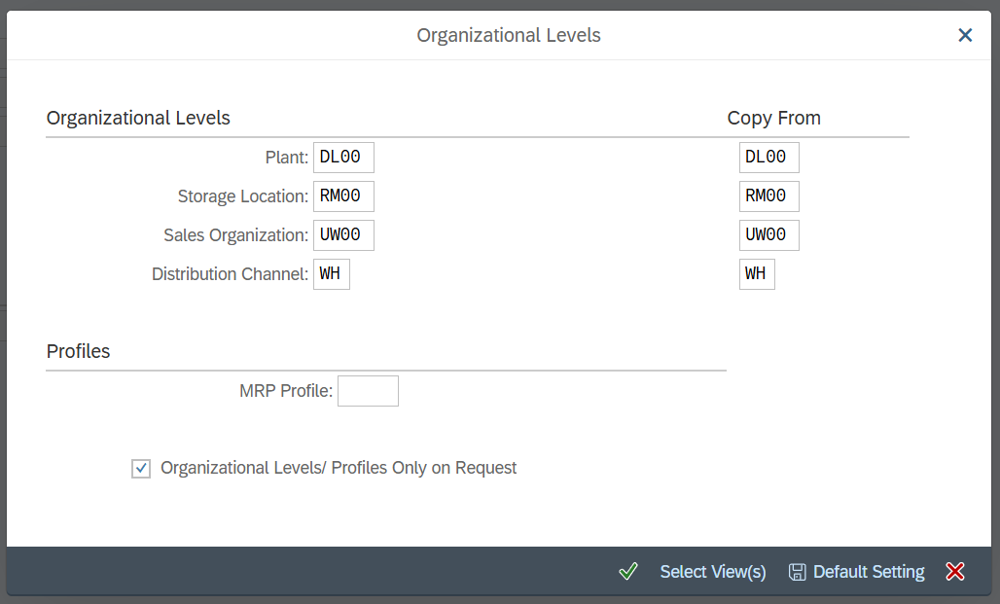 Organizational Levels
Organizational Levels Copy From
Plant: DL00 DL00
Storage Location: RM00 RM00
Sales Organization: UW00 UW00
Distribution Channel: WH WH
Profiles
MRP Profile:
Organizational Levels/ Profiles Only on Request
Select View(s) Default Setting